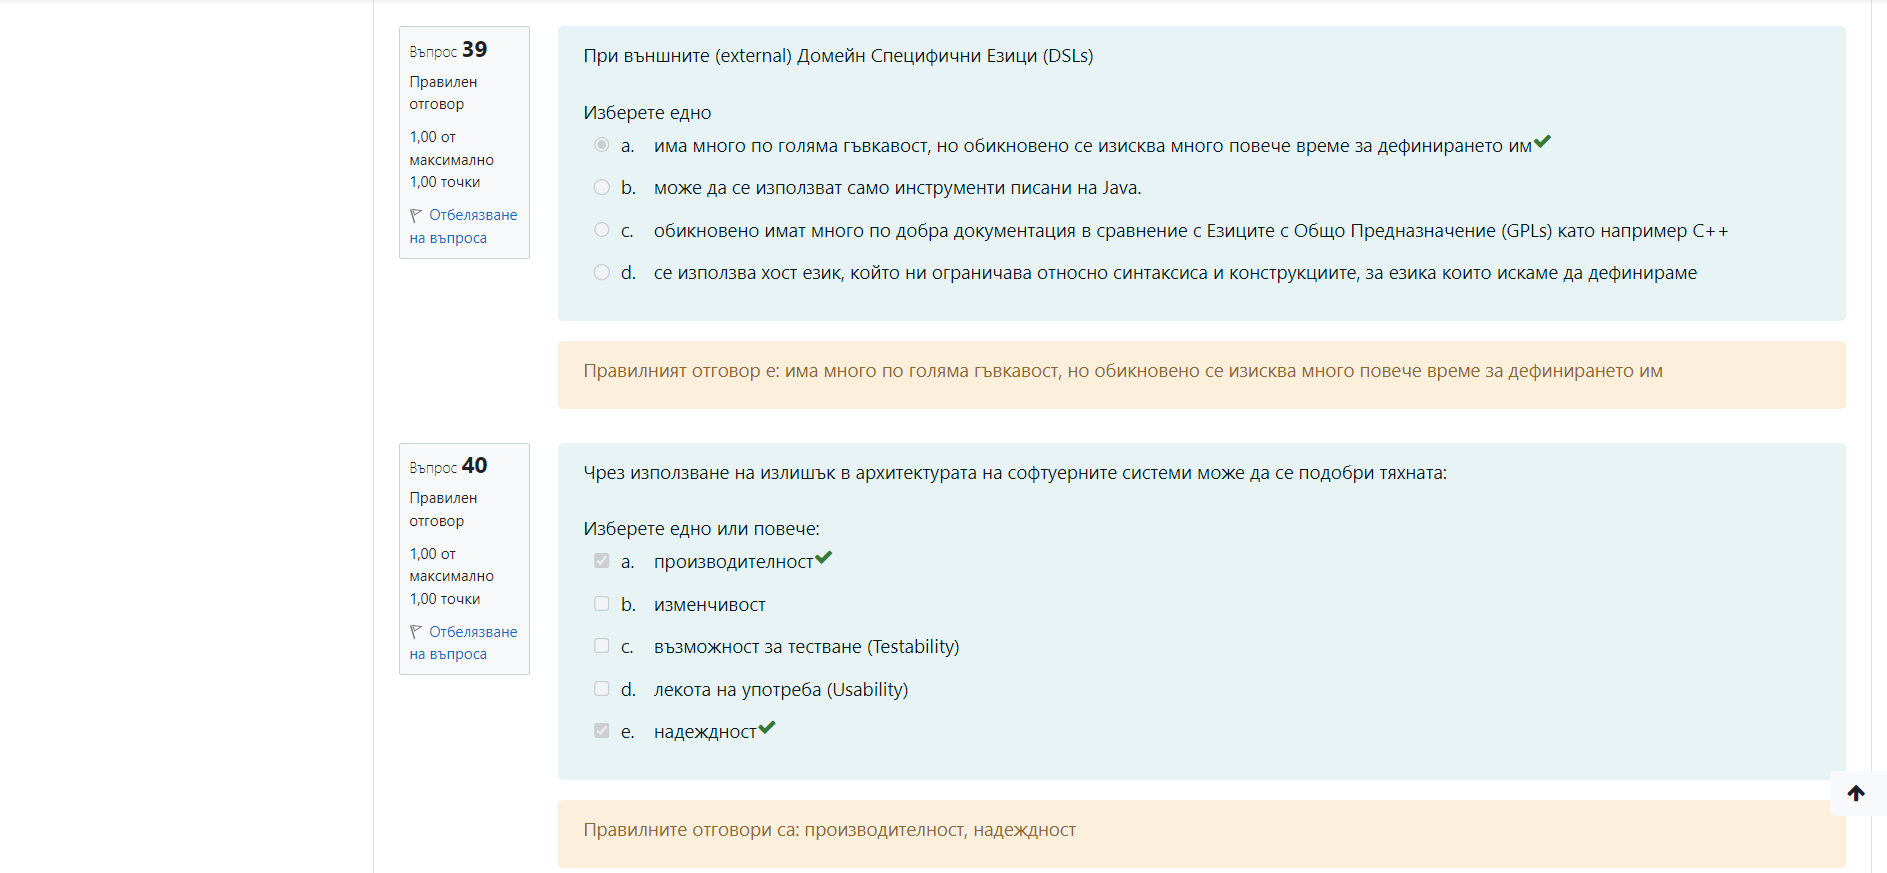 Въпрос 39
Правилен
отговор
1,00 от
максимално
1,00 точки
Отбелязване
на въпроса
При външните (external) Домейн Специфични Езици (DSLs)
Изберете едно
a. има много по голяма гъвкавост, но обикновено се изисква много повече време за дефинирането им
b. може да се използват само инструменти писани на Java.
c. обикновено имат много по добра документация в сравнение с Езиците с Общо Предназначение (GPLs) като например C++
d. се използва хост език, който ни ограничава относно синтаксиса и конструкциите, за езика които искаме да дефинираме
Правилният отговор е: има много по голяма гъвкавост, но обикновено се изисква много повече време за дефинирането им
Въпрос 40
Правилен
отговор
1,00 от
максимално
1,00 точки
Отбелязване
на въпроса
Чрез използване на излишък в архитектурата на софтуерните системи може да се подобри тяхната:
Изберете едно или повече:
a. производителност
b. изменчивост
c. възможност за тестване (Testability)
d. лекота на употреба (Usability)
e. надеждност
Правилните отговори са: производителност, надеждност